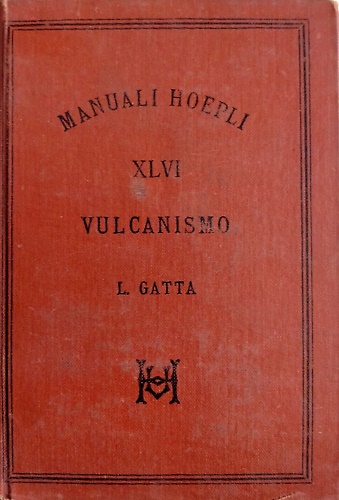 MANUALI HOEPLI
XLVI
VULCANISMO
L. GATTA